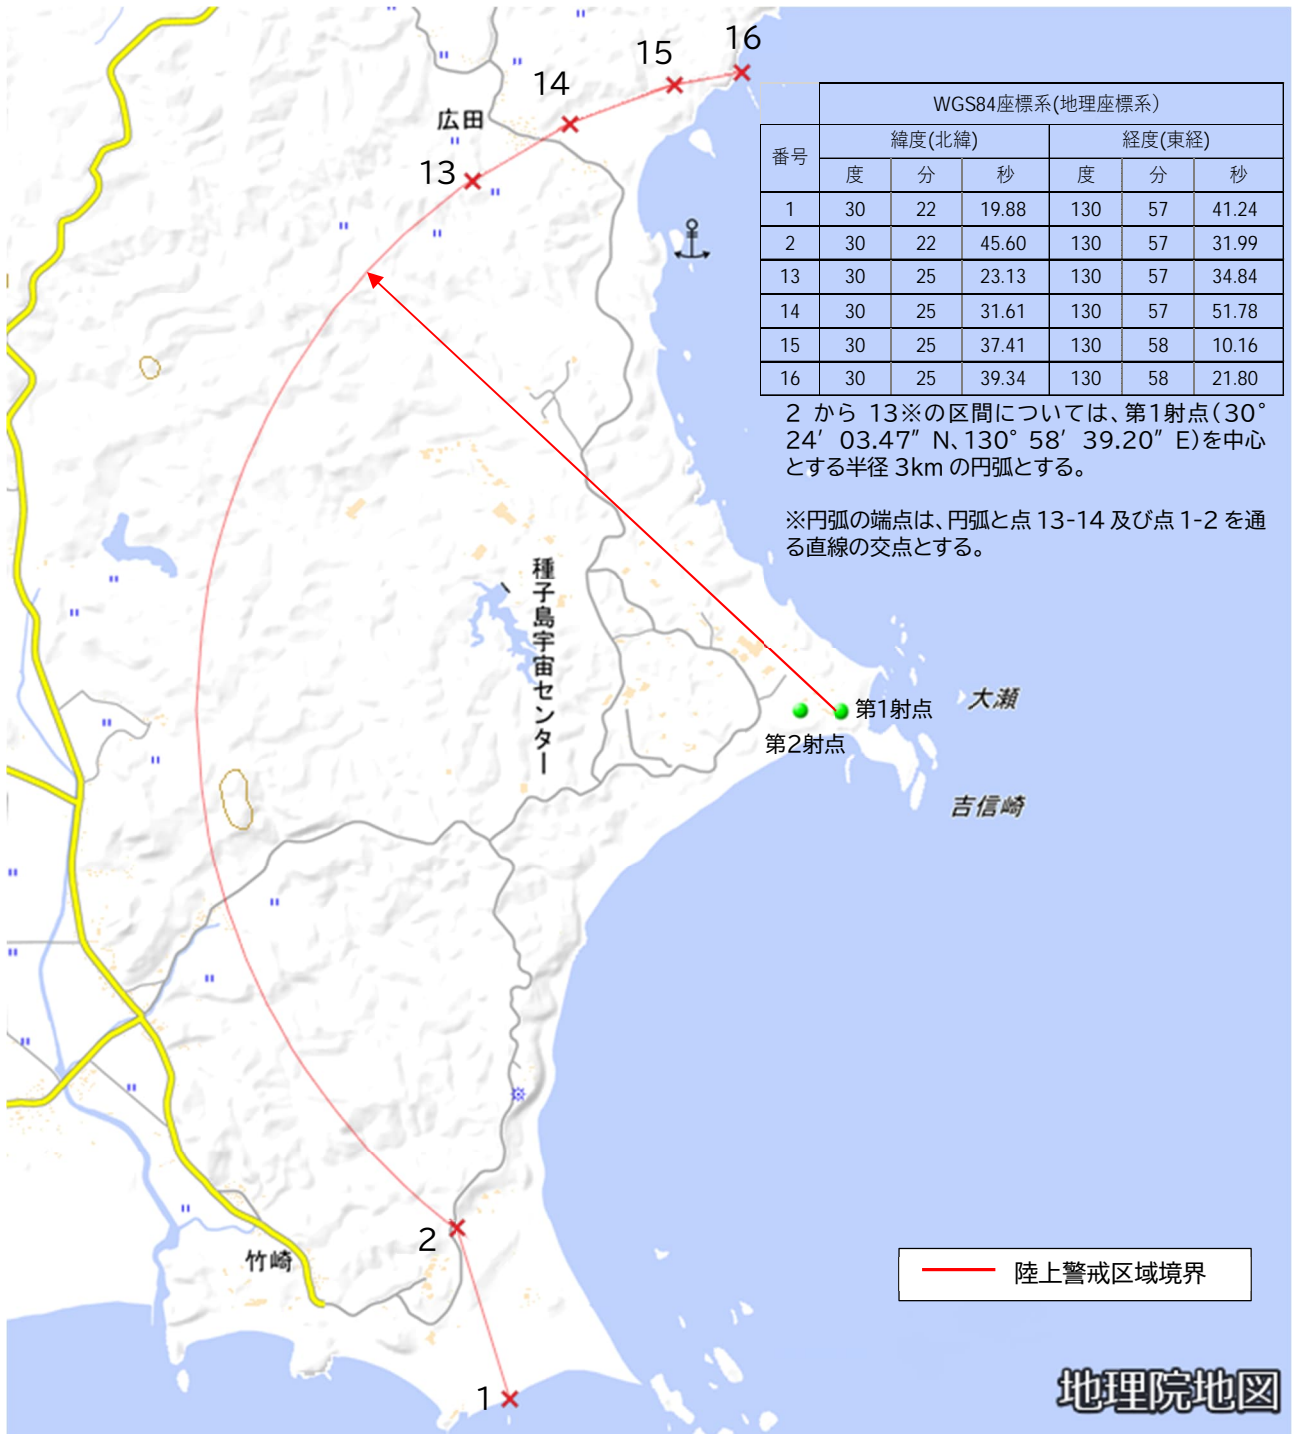 16
15
14
広田
13
WGS84座標系(地理座標系)
番号 緯度(北緯) 経度(東経)
度 分 秒 度 分 秒
1 30 22 19.88 130 57 41.24
2 30 22 45.60 130 57 31.99
13 30 25 23.13 130 57 34.84
14 30 25 31.61 130 57 51.78
15 30 25 37.41 130 58 10.16
16 30 25 39.34 130 58 21.80
2 から 13※の区間については、第1射点(30°
24′ 03.47″ N、130° 58′ 39.20″ E)を中心
とする半径 3km の円弧とする。
※円弧の端点は、円弧と点 13-14 及び点 1-2 を通
る直線の交点とする。
種子島宇宙センター
大瀬
第1射点
第2射点
吉信崎
2
竹崎
陸上警戒区域境界
1
地理院地図